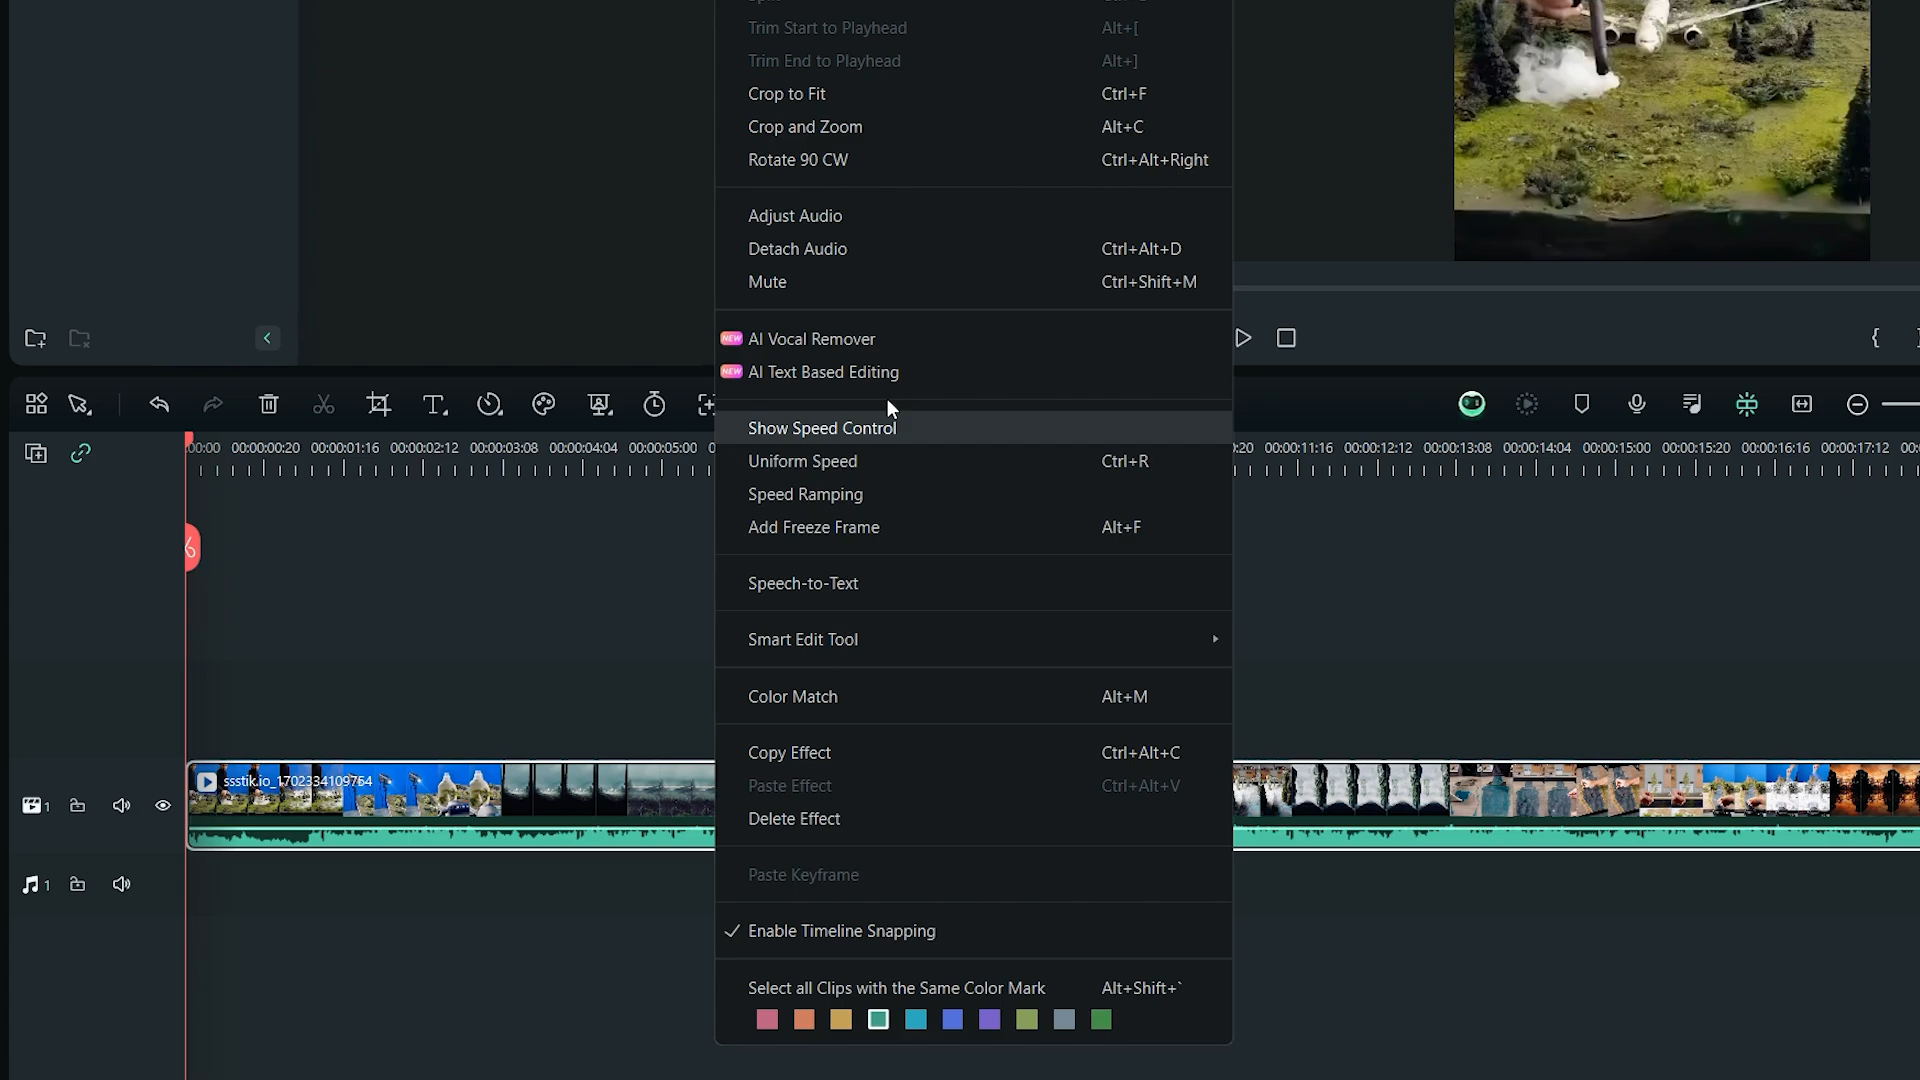 Trim Start to Playhead Alt+[
Trim End to Playhead Alt+]
Crop to Fit Ctrl+F
Crop and Zoom Alt+C
Rotate 90 CW Ctrl+Alt+Right
Adjust Audio
Detach Audio Ctrl+Alt+D
Mute Ctrl+Shift+M
NEW AI Vocal Remover
NEW AI Text Based Editing
Show Speed Control
00:00 00:00:00:20 00:00:01:16 00:00:02:12 00:00:03:08 00:00:04:04 00:00:05:00 :20 00:00:11:16 00:00:12:12 00:00:13:08 00:00:14:04 00:00:15:00 00:00:15:20 00:00:16:16 00:00:17:12 00:
Uniform Speed Ctrl+R
Speed Ramping
Add Freeze Frame Alt+F
Speech-to-Text
Smart Edit Tool
Color Match Alt+M
Copy Effect Ctrl+Alt+C
ssstik.io_1702334109764
Paste Effect Ctrl+Alt+V
1
Delete Effect
Paste Keyframe
1
Enable Timeline Snapping
Select all Clips with the Same Color Mark Alt+Shift+`